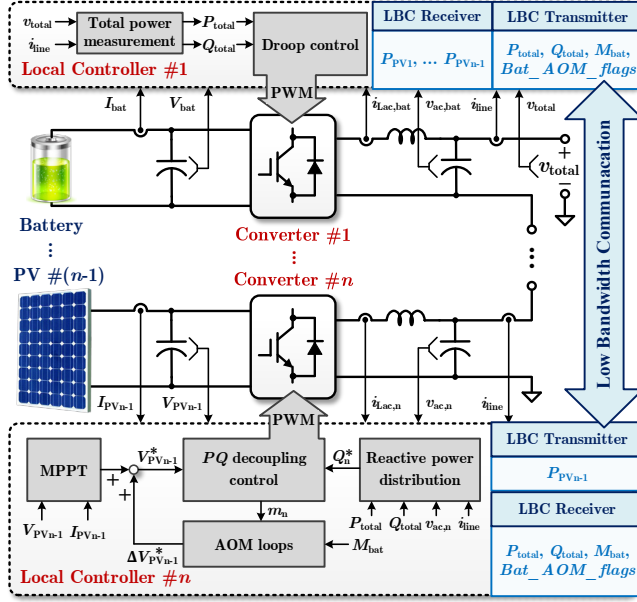 v_total
i_line
Total power
measurement
P_total
Q_total
Droop control
Local Controller #1
PWM
LBC Receiver
P_PV1, ... P_PVn-1
LBC Transmitter
P_total, Q_total, M_bat,
Bat_AOM_flags
I_bat
V_bat
i_Lac,bat
v_ac,bat
i_line
v_total
+
v_total
−
Battery
⋮
PV #(n-1)
Converter #1
⋮
Converter #n
...
Low Bandwidth Communacation
I_PVn-1
V_PVn-1
PWM
i_Lac,n
v_ac,n
i_line
LBC Transmitter
P_PVn-1
LBC Receiver
P_total, Q_total, M_bat,
Bat_AOM_flags
MPPT
+
+
V_PVn-1*
PQ decoupling
control
Q_n*
Reactive power
distribution
V_PVn-1
I_PVn-1
m_n
P_total
Q_total
v_ac,n
i_line
ΔV_PVn-1*
AOM loops
M_bat
Local Controller #n